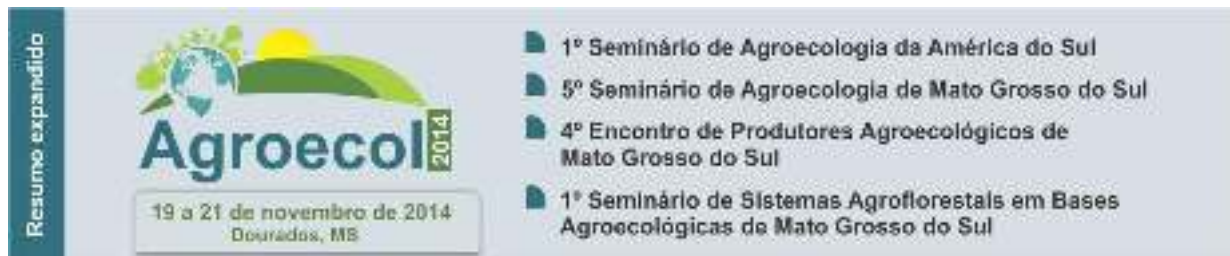 Resumo expandido
Agroecol 2014
19 a 21 de novembro de 2014
Dourados, MS
1º Seminário de Agroecologia da América do Sul
5º Seminário de Agroecologia de Mato Grosso do Sul
4º Encontro de Produtores Agroecológicos de
Mato Grosso do Sul
1º Seminário de Sistemas Agroflorestais em Bases
Agroecológicas de Mato Grosso do Sul